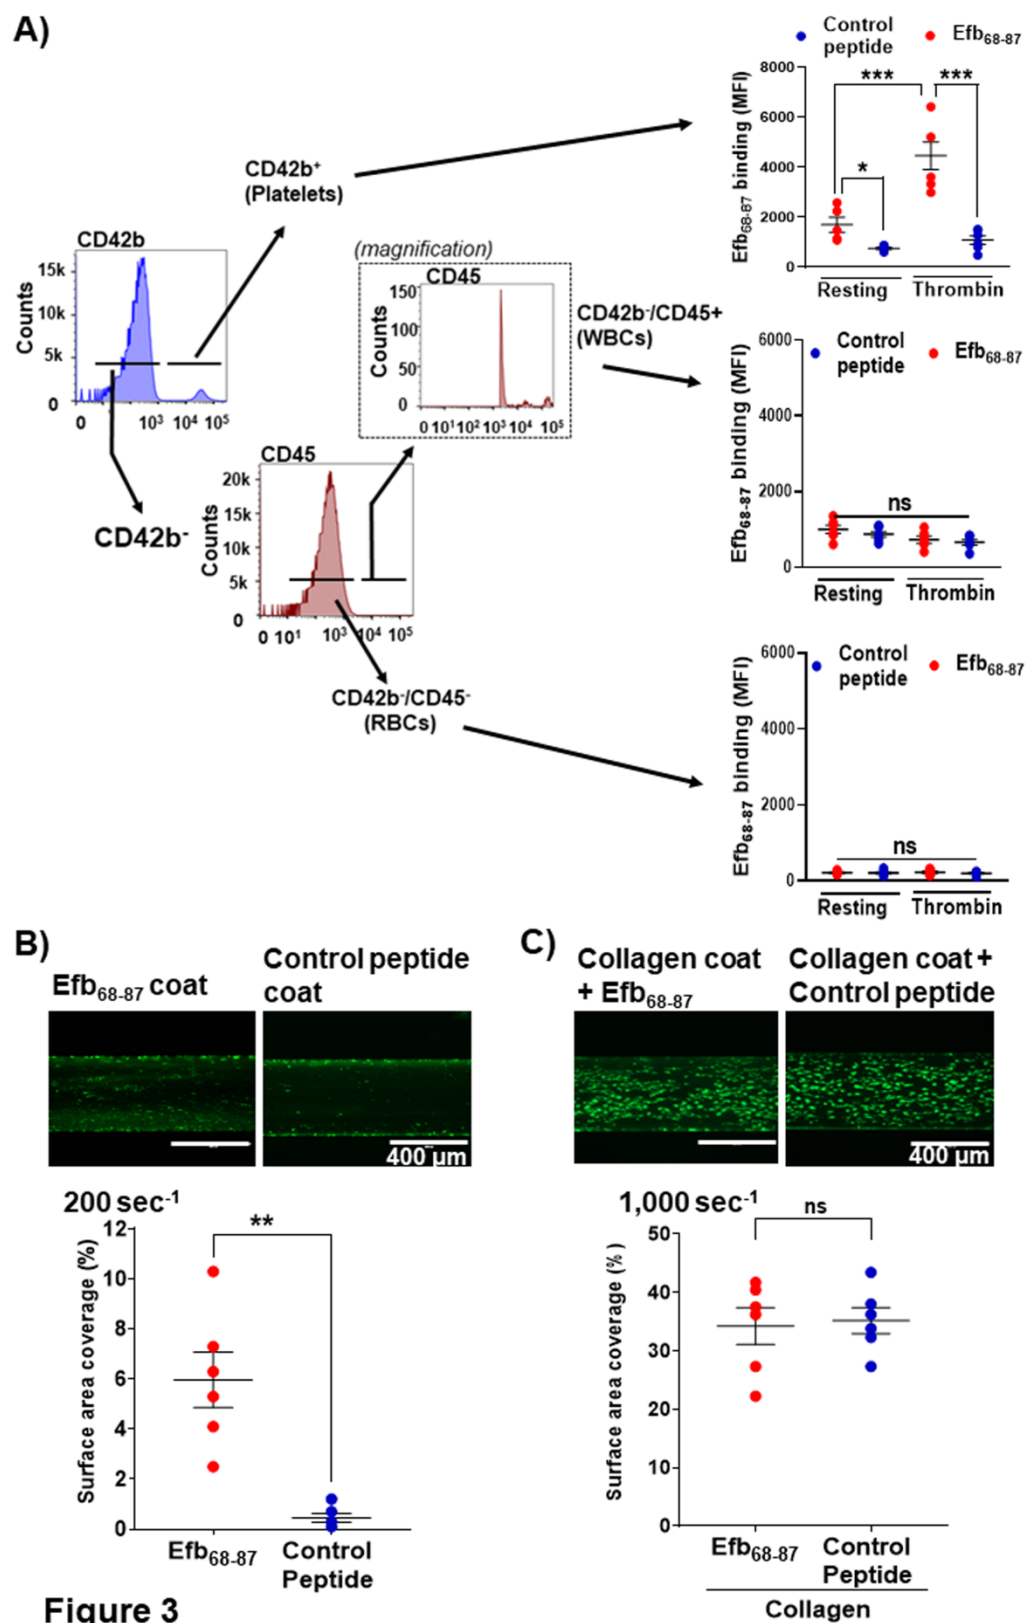 A)
Control
peptide
Efb68-87
8000
6000
4000
2000
0
Efb68-87 binding (MFI)
***
***
*
Resting
Thrombin
CD42b+
(Platelets)
CD42b
15k
10k
5k
0
Counts
10³ 10⁴ 10⁵
CD42b-
(magnification)
CD45
150
100
50
0
Counts
0 10¹ 10² 10³ 10⁴ 10⁵
CD42b-/CD45+
(WBCs)
CD45
20k
15k
10k
5k
0
Counts
0 10¹ 10³ 10⁴ 10⁵
CD42b-/CD45-
(RBCs)
6000
4000
2000
0
Efb68-87 binding (MFI)
Control
peptide
Efb68-87
ns
Resting
Thrombin
6000
4000
2000
0
Efb68-87 binding (MFI)
Control
peptide
Efb68-87
ns
Resting
Thrombin
B)
Efb68-87 coat
Control peptide
coat
400 µm
200 sec-1
12
10
8
6
4
2
0
Surface area coverage (%)
**
Efb68-87
Control
Peptide
C)
Collagen coat
+ Efb68-87
Collagen coat +
Control peptide
400 µm
1,000 sec-1
50
40
30
20
10
0
Surface area coverage (% )
ns
Efb68-87
Control
Peptide
Collagen
Figure 3